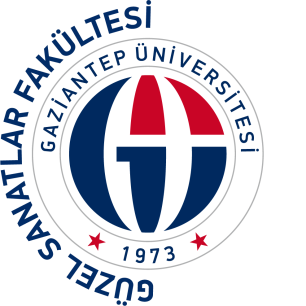 GÜZEL SANATLAR FAKÜLTESİ
GAZİANTEP ÜNİVERSİTESİ
1973